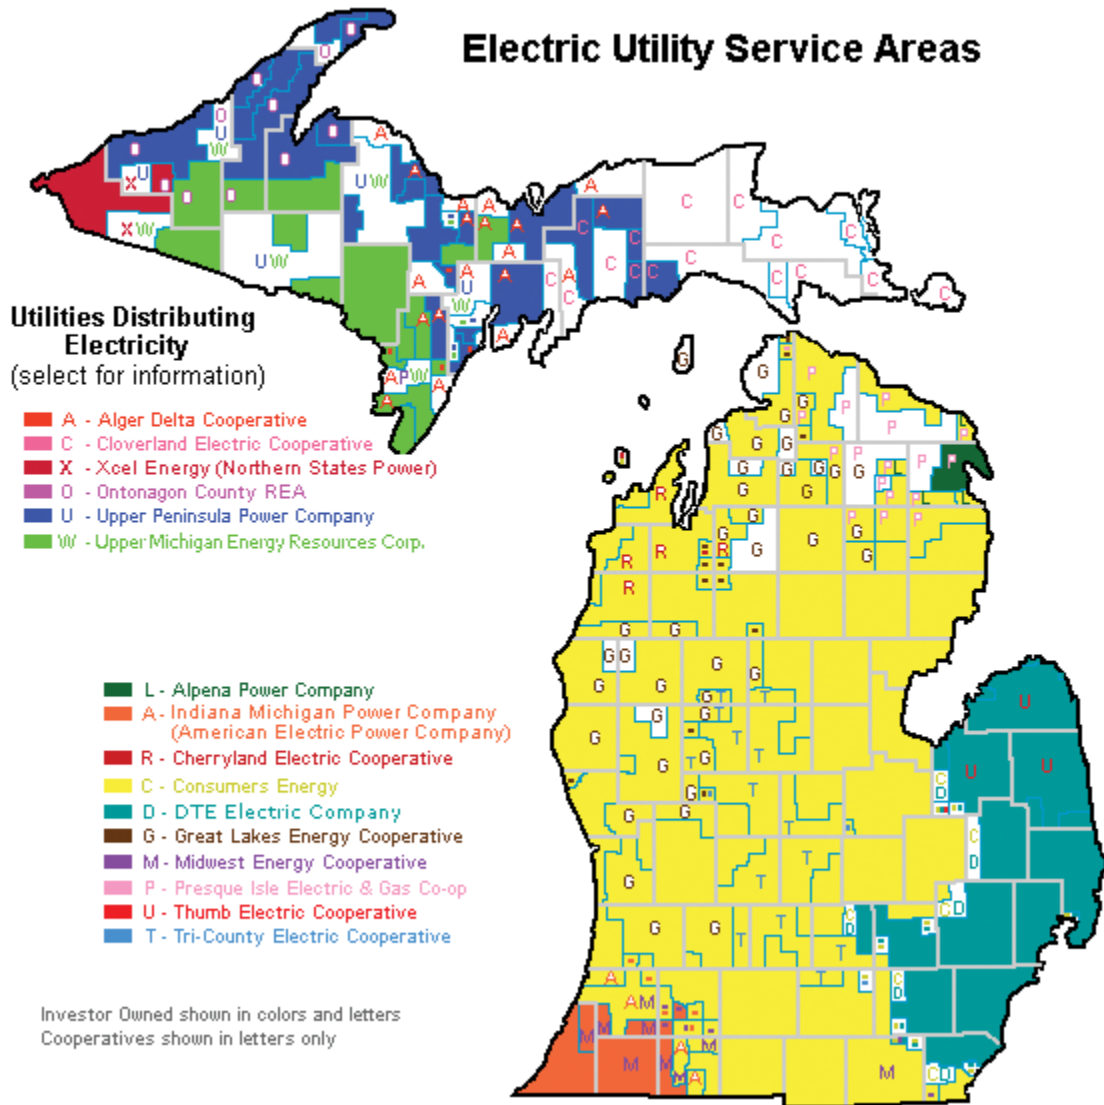 Electric Utility Service Areas
Utilities Distributing
Electricity
(select for information)
A - Alger Delta Cooperative
C - Cloverland Electric Cooperative
X - Xcel Energy (Northern States Power)
O - Ontonagon County REA
U - Upper Peninsula Power Company
W - Upper Michigan Energy Resources Corp.
L - Alpena Power Company
A - Indiana Michigan Power Company
(American Electric Power Company)
R - Cherryland Electric Cooperative
C - Consumers Energy
D - DTE Electric Company
G - Great Lakes Energy Cooperative
M - Midwest Energy Cooperative
P - Presque Isle Electric & Gas Co-op
U - Thumb Electric Cooperative
T - Tri-County Electric Cooperative
Investor Owned shown in colors and letters
Cooperatives shown in letters only